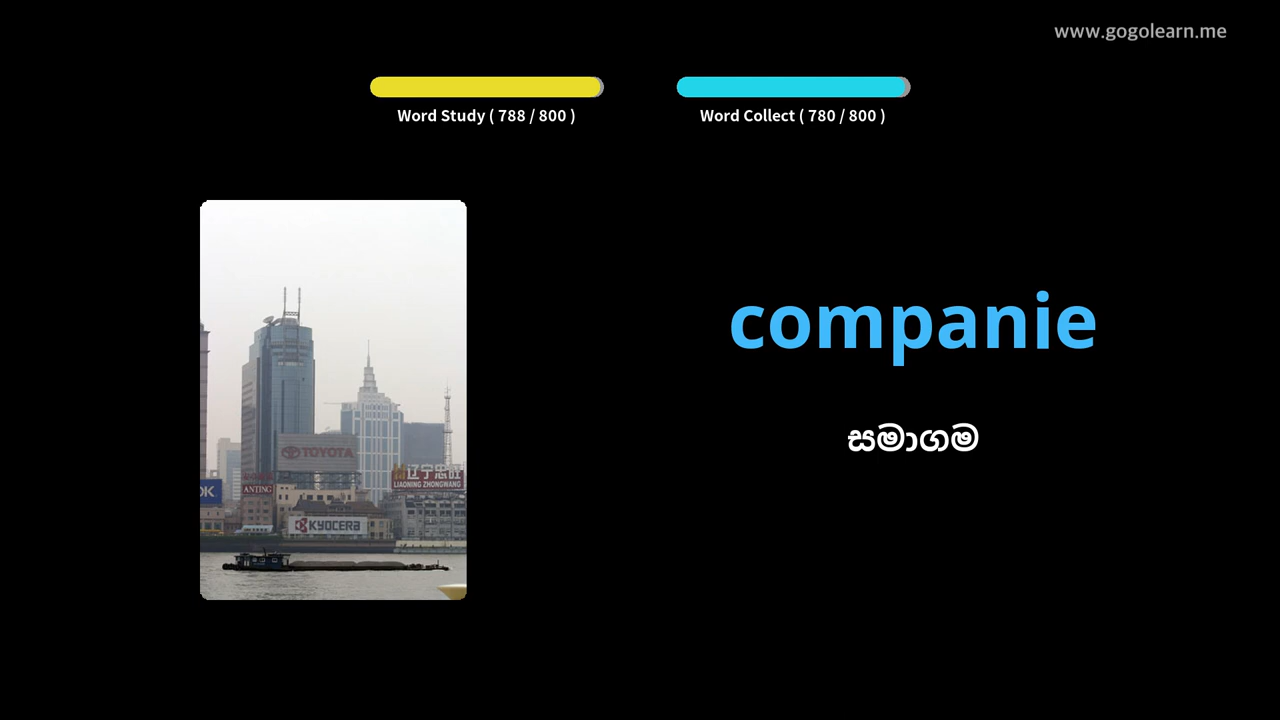 www.gogolearn.me
Word Study ( 788 / 800 )
Word Collect ( 780 / 800 )
companie
සමාගම
TOYOTA
辽宁忠旺
LIAONING ZHONGWANG
ANTING
OK
KYOCERA